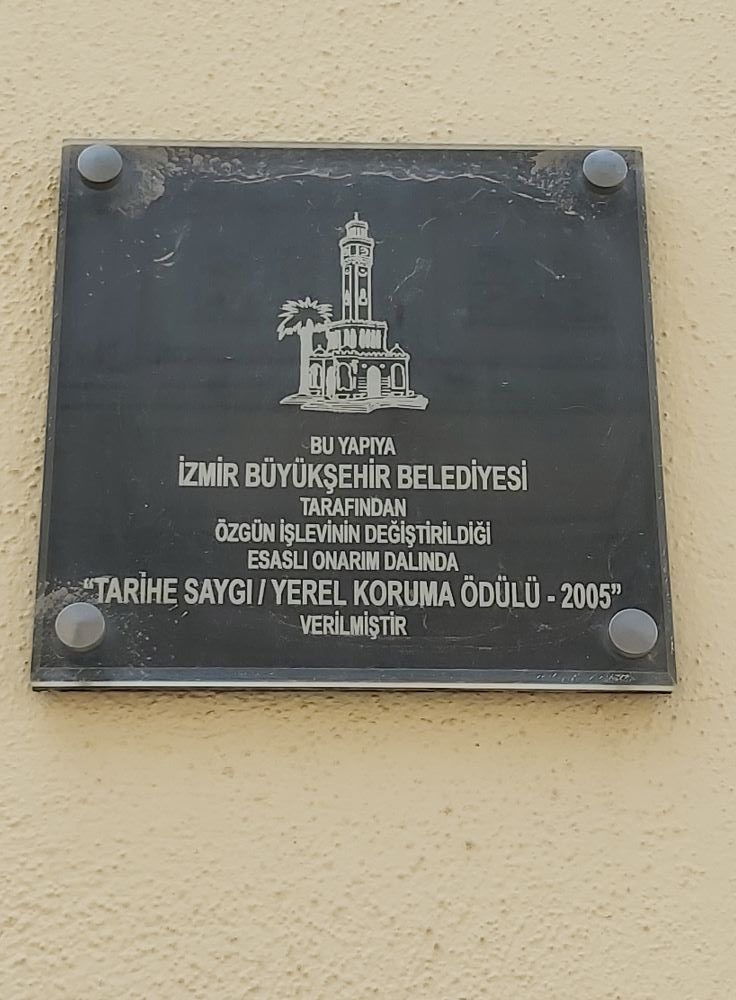 BU YAPIYA
İZMİR BÜYÜKŞEHİR BELEDİYESİ
TARAFINDAN
ÖZGÜN İŞLEVİNİN DEĞİŞTİRİLDİĞİ
ESASLI ONARIM DALINDA
“TARİHE SAYGI / YEREL KORUMA ÖDÜLÜ - 2005”
VERİLMİŞTİR